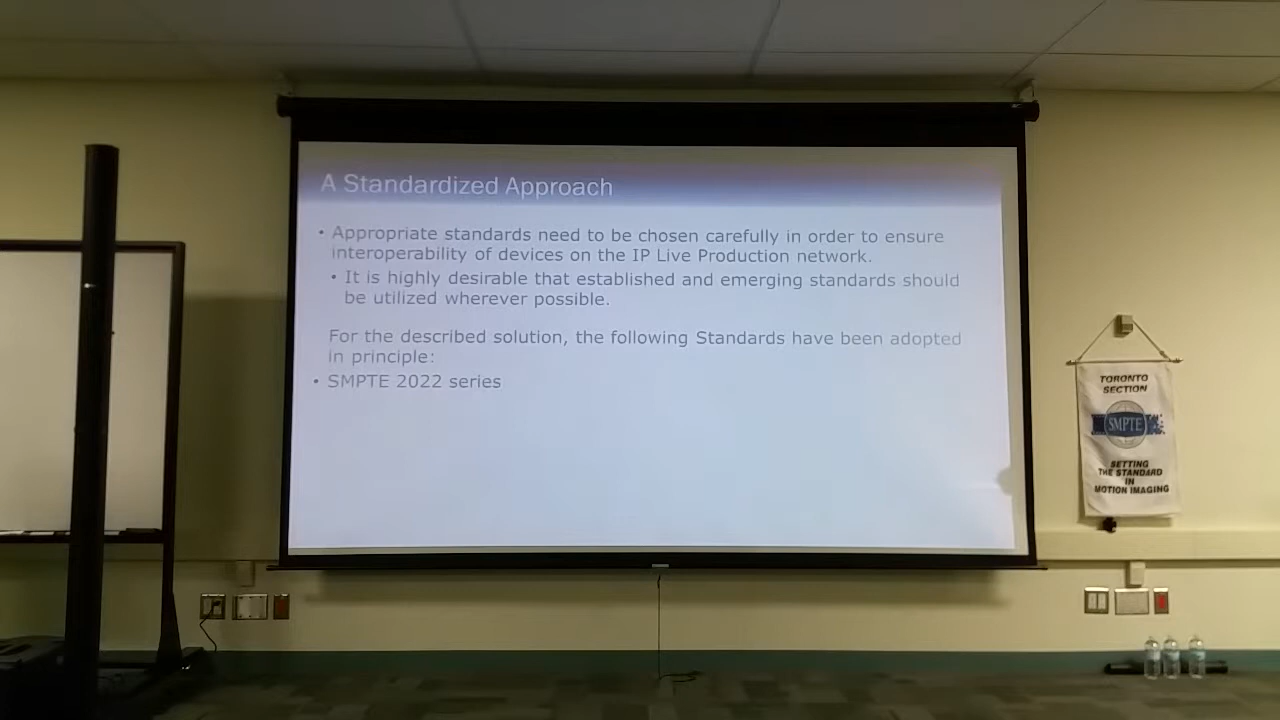 A Standardized Approach
• Appropriate standards need to be chosen carefully in order to ensure
interoperability of devices on the IP Live Production network.
• It is highly desirable that established and emerging standards should
be utilized wherever possible.
For the described solution, the following Standards have been adopted
in principle:
• SMPTE 2022 series
TORONTO
SECTION
SMPTE
SETTING
THE STANDARD
IN
MOTION IMAGING